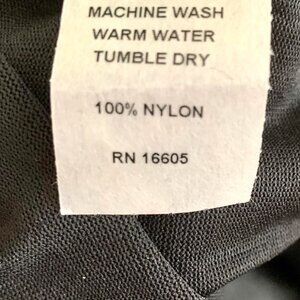 MACHINE WASH
WARM WATER
TUMBLE DRY
100% NYLON
RN 16605